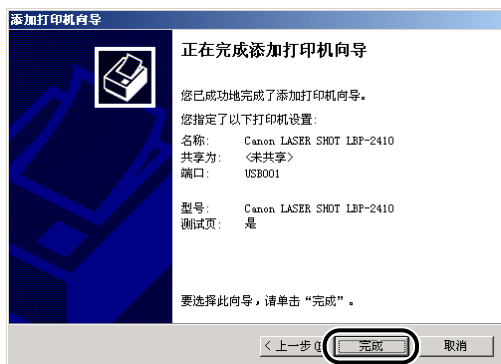 添加打印机向导
正在完成添加打印机向导
您已成功地完成了添加打印机向导。
您指定了以下打印机设置:
名称: Canon LASER SHOT LBP-2410
共享为: <未共享>
端口: USB001
型号: Canon LASER SHOT LBP-2410
测试页: 是
要选择此向导，请单击“完成”。
<上一步 完成 取消